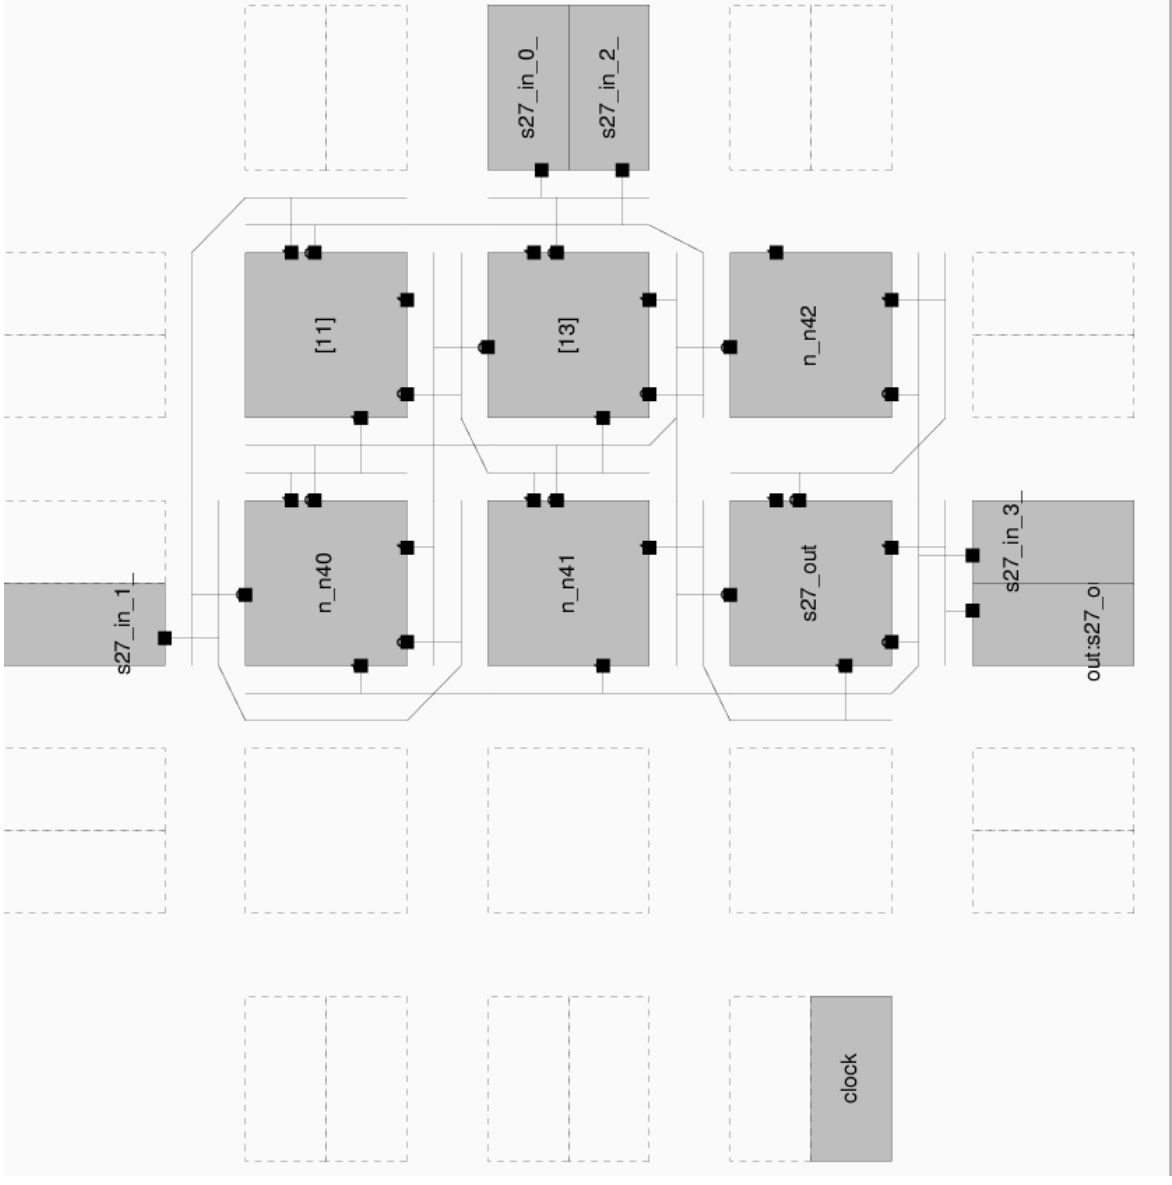 s27_in_0_
s27_in_2_
[11]
[13]
n_n42
s27_in_1_
n_n40
n_n41
s27_out
s27_in_3_
out:s27_o
clock